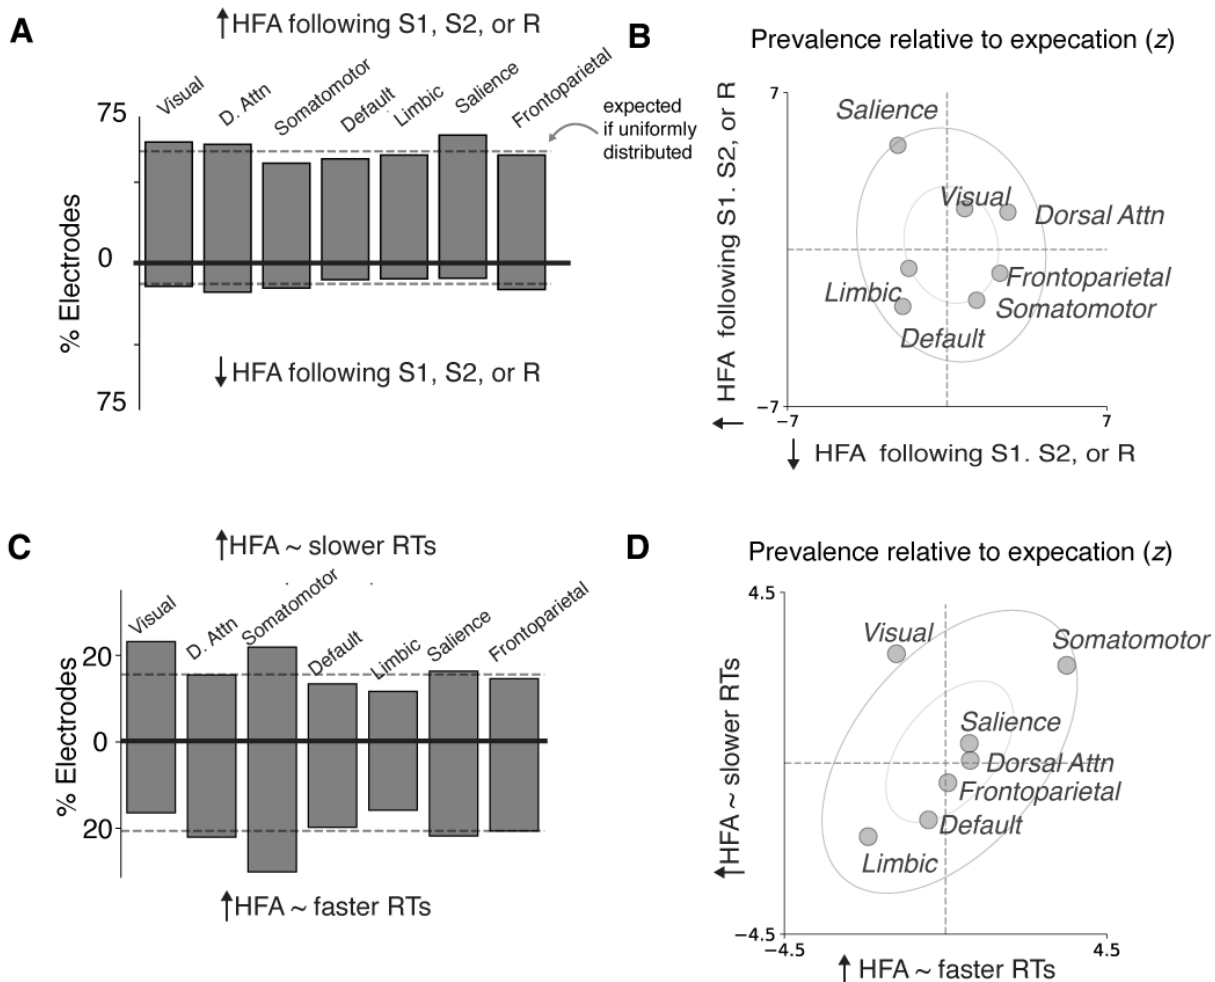 A
↑HFA following S1, S2, or R
Visual
D. Attn
Somatomotor
Default
Limbic
Salience
Frontoparietal
expected
if uniformly
distributed
75
0
75
% Electrodes
↓ HFA following S1, S2, or R
B
Prevalence relative to expecation (z)
7
Salience
Visual
Dorsal Attn
Frontoparietal
Limbic
Somatomotor
Default
↑ HFA following S1. S2, or R
−7
−7
7
↓ HFA following S1. S2, or R
C
↑HFA ~ slower RTs
Visual
D. Attn
Somatomotor
Default
Limbic
Salience
Frontoparietal
20
0
20
% Electrodes
↑HFA ~ faster RTs
D
Prevalence relative to expecation (z)
4.5
Visual
Somatomotor
Salience
Dorsal Attn
Frontoparietal
Default
Limbic
↑HFA ~ slower RTs
−4.5
−4.5
4.5
↑ HFA ~ faster RTs